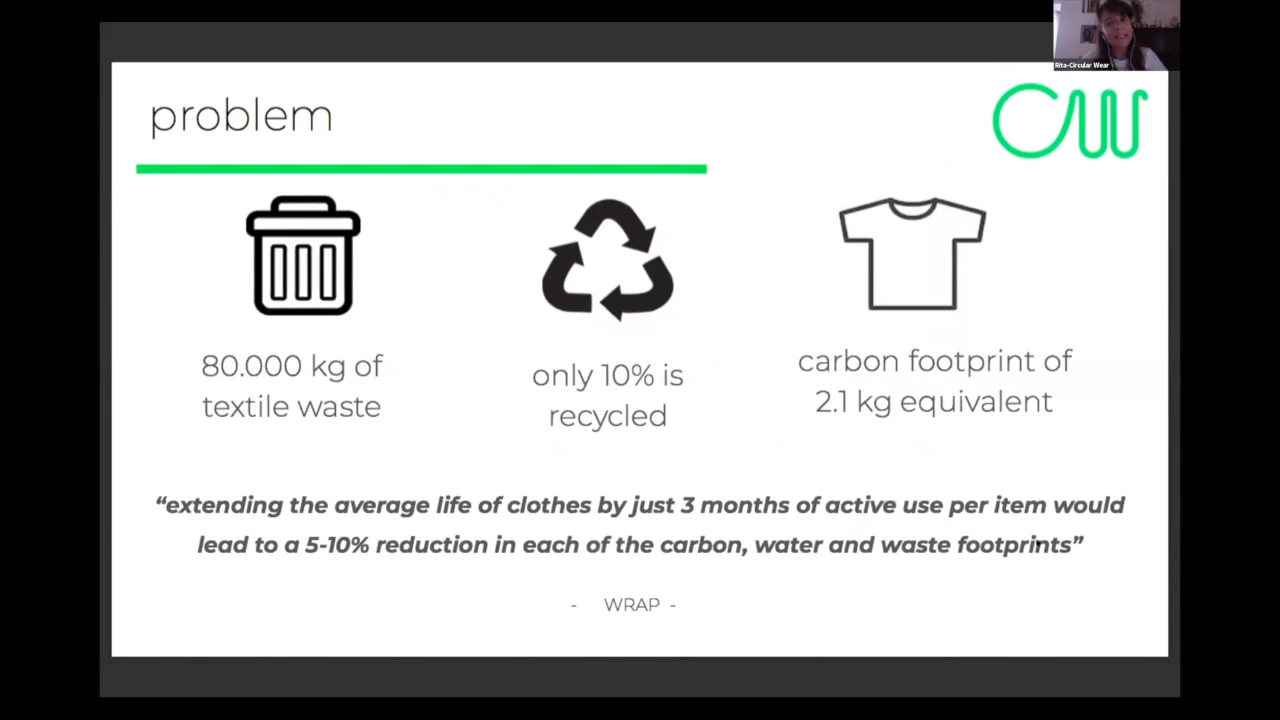 Rita-Circular Wear
problem
CW
80.000 kg of
textile waste
only 10% is
recycled
carbon footprint of
2.1 kg equivalent
“extending the average life of clothes by just 3 months of active use per item would
lead to a 5-10% reduction in each of the carbon, water and waste footprints”
- WRAP -